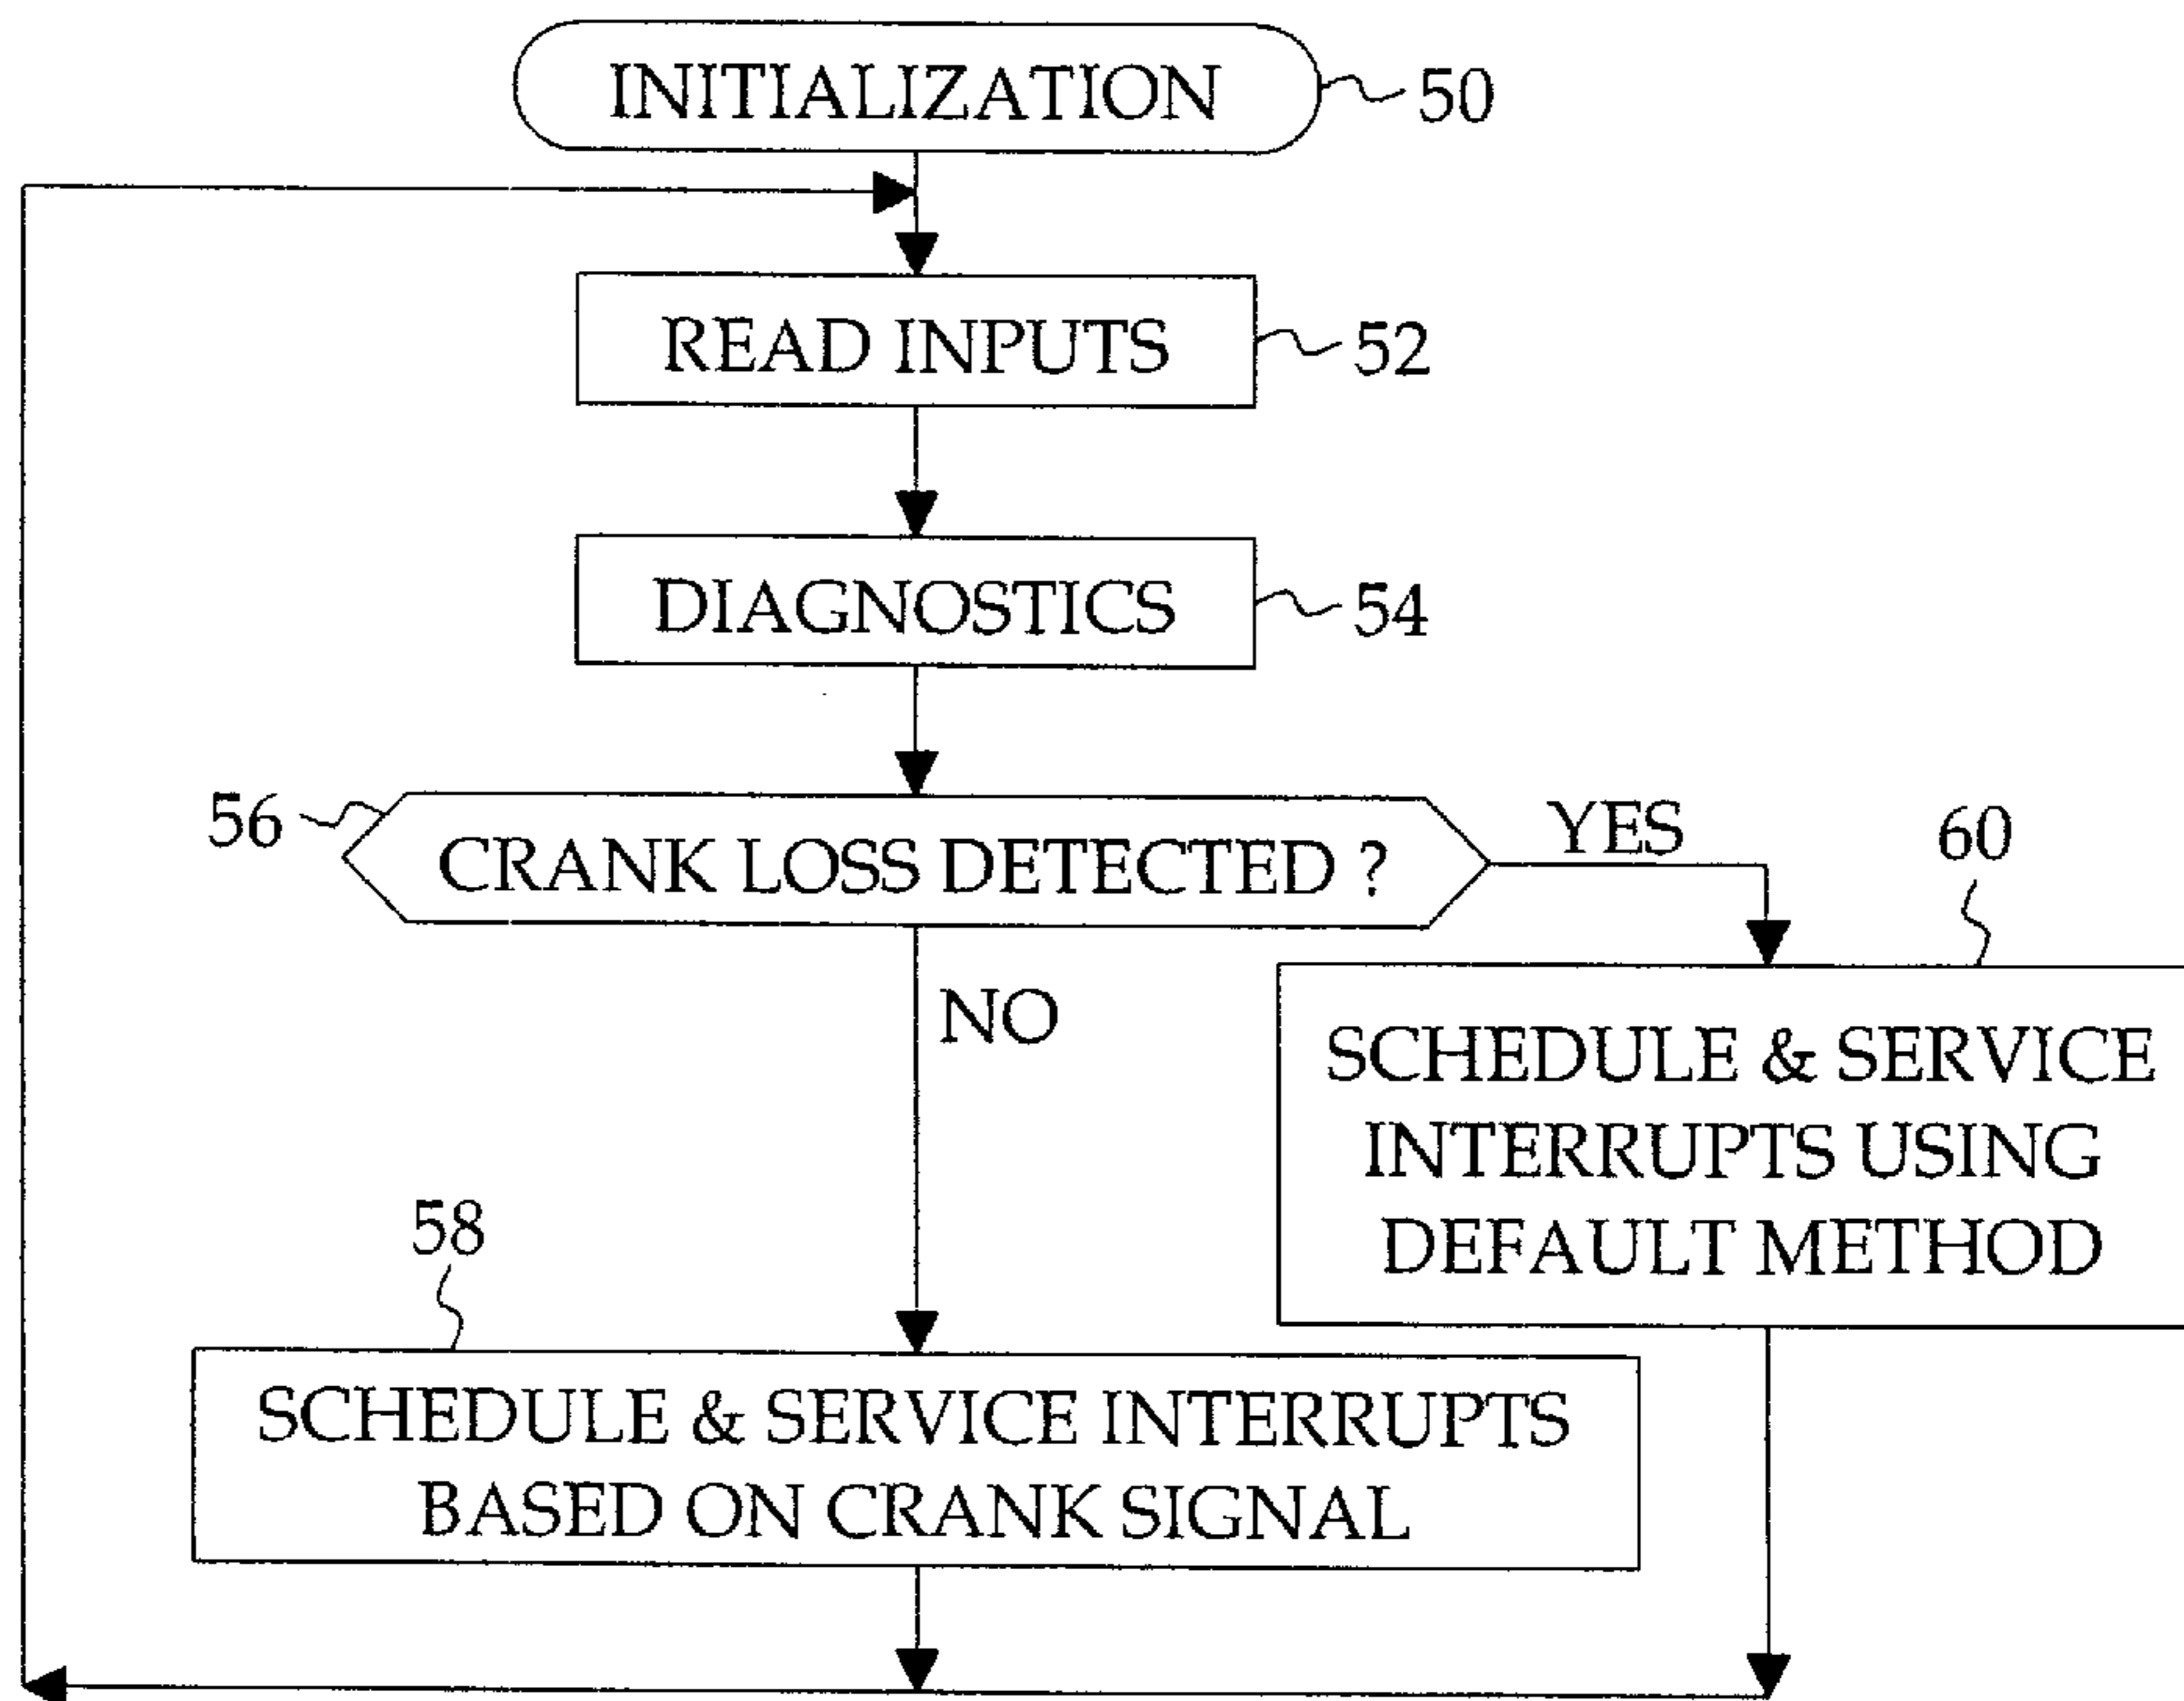 INITIALIZATION
50
READ INPUTS
52
DIAGNOSTICS
54
56
CRANK LOSS DETECTED ?
YES
60
NO
SCHEDULE & SERVICE
INTERRUPTS USING
DEFAULT METHOD
58
SCHEDULE & SERVICE INTERRUPTS
BASED ON CRANK SIGNAL